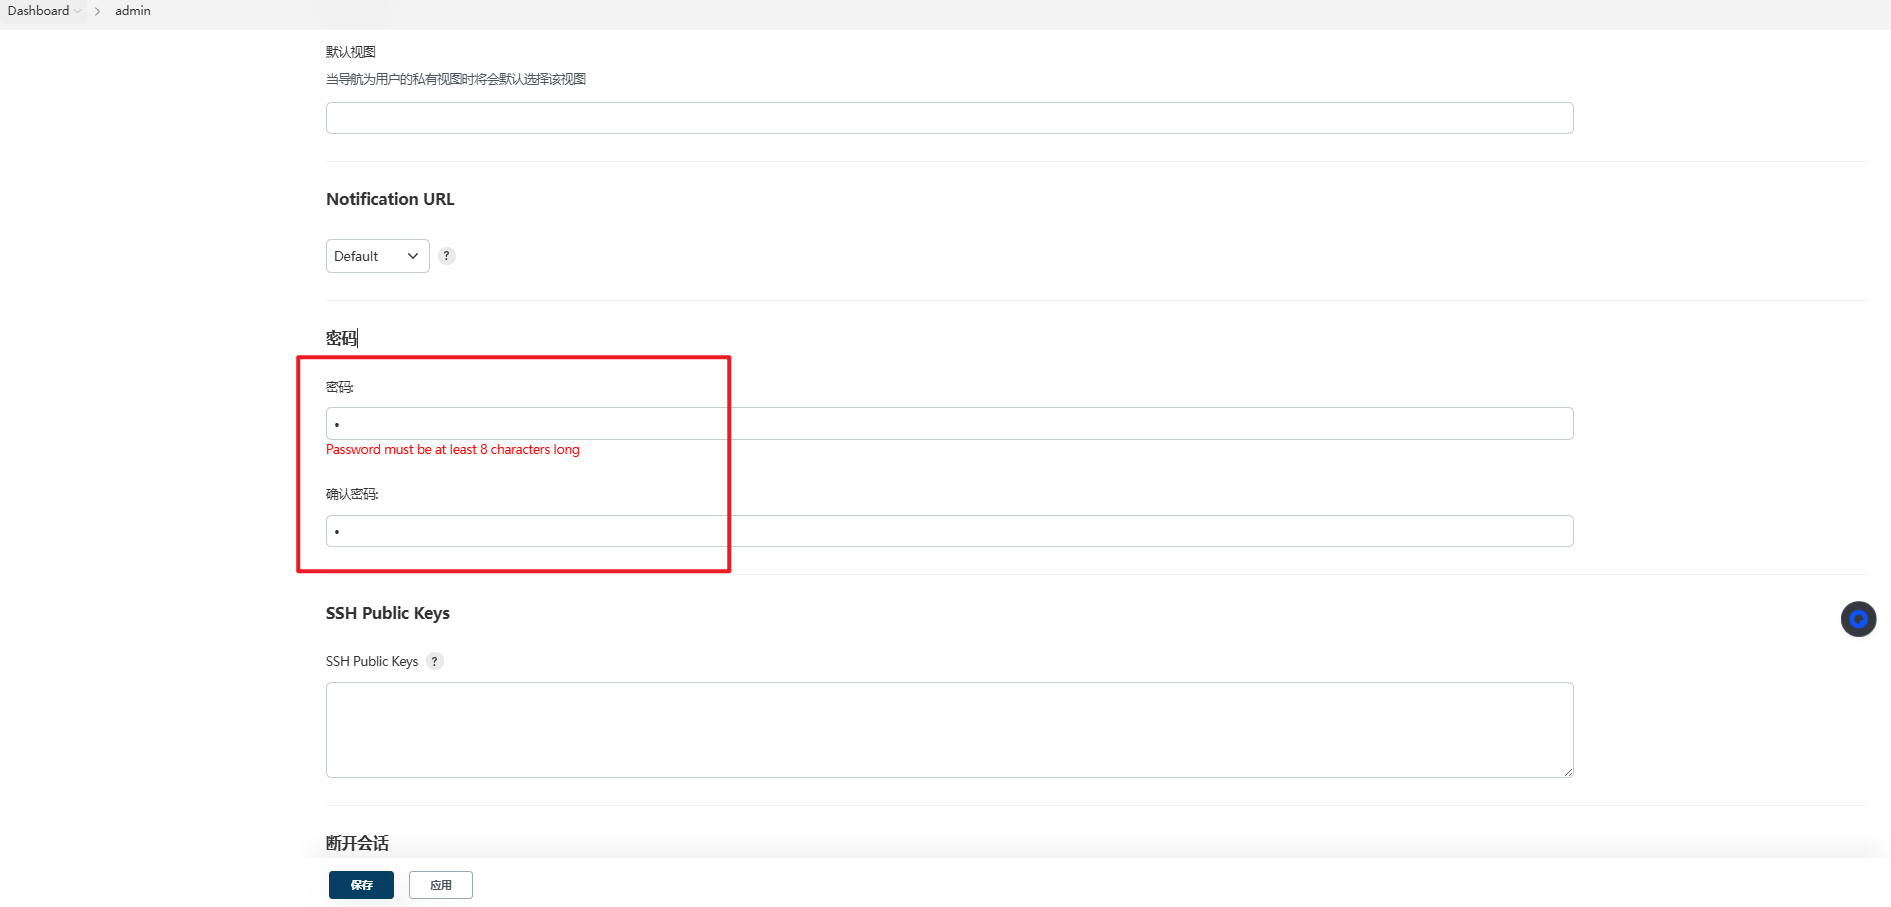 Dashboard
admin
默认视图
当导航为用户的私有视图时将会默认选择该视图
Notification URL
Default
?
密码
密码:
•
Password must be at least 8 characters long
确认密码:
•
SSH Public Keys
SSH Public Keys ?
断开会话
保存
应用